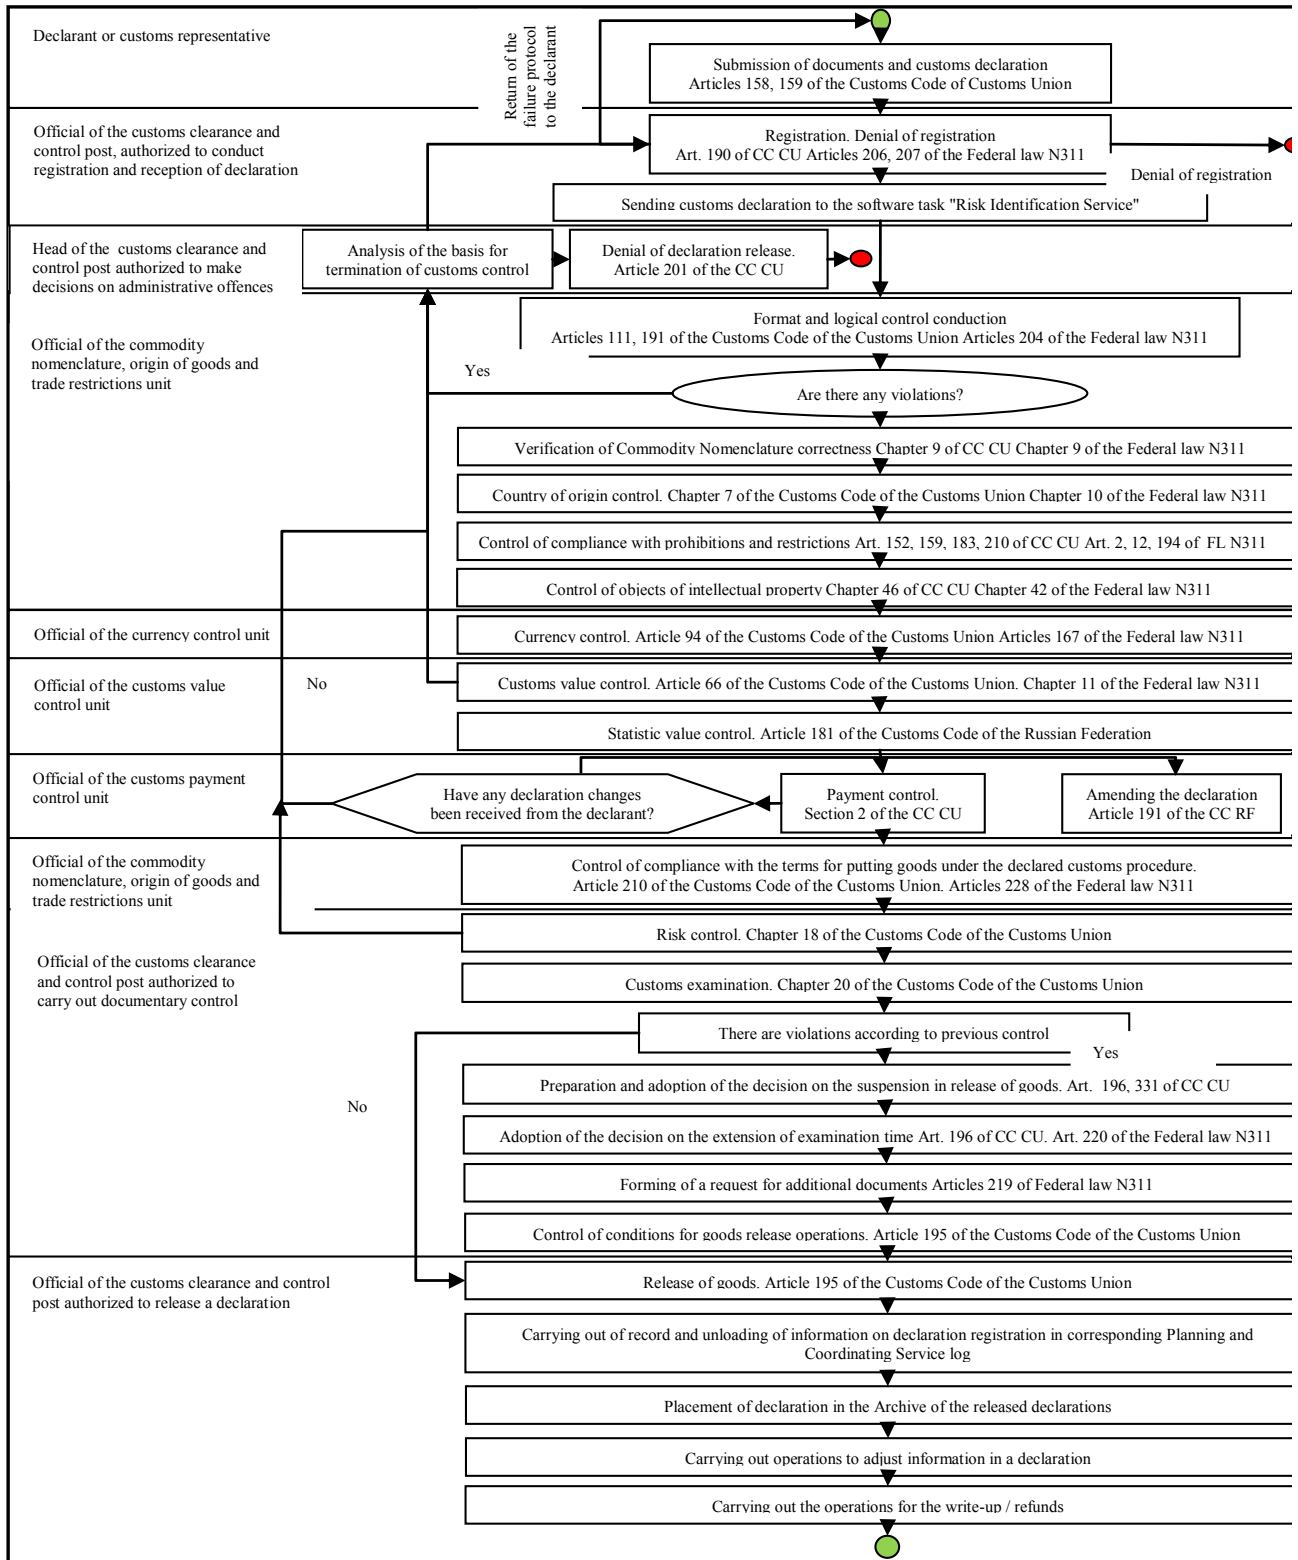 Declarant or customs representative
Return of the
failure protocol
to the declarant
Submission of documents and customs declaration
Articles 158, 159 of the Customs Code of Customs Union
Official of the customs clearance and
control post, authorized to conduct
registration and reception of declaration
Registration. Denial of registration
Art. 190 of CC CU Articles 206, 207 of the Federal law N311
Denial of registration
Sending customs declaration to the software task "Risk Identification Service"
Head of the customs clearance and
control post authorized to make
decisions on administrative offences
Analysis of the basis for
termination of customs control
Denial of declaration release.
Article 201 of the CC CU
Official of the commodity
nomenclature, origin of goods and
trade restrictions unit
Format and logical control conduction
Articles 111, 191 of the Customs Code of the Customs Union Articles 204 of the Federal law N311
Yes
Are there any violations?
Verification of Commodity Nomenclature correctness Chapter 9 of CC CU Chapter 9 of the Federal law N311
Country of origin control. Chapter 7 of the Customs Code of the Customs Union Chapter 10 of the Federal law N311
Control of compliance with prohibitions and restrictions Art. 152, 159, 183, 210 of CC CU Art. 2, 12, 194 of FL N311
Control of objects of intellectual property Chapter 46 of CC CU Chapter 42 of the Federal law N311
Official of the currency control unit
Currency control. Article 94 of the Customs Code of the Customs Union Articles 167 of the Federal law N311
Official of the customs value
control unit
No
Customs value control. Article 66 of the Customs Code of the Customs Union. Chapter 11 of the Federal law N311
Statistic value control. Article 181 of the Customs Code of the Russian Federation
Official of the customs payment
control unit
Have any declaration changes
been received from the declarant?
Payment control.
Section 2 of the CC CU
Amending the declaration
Article 191 of the CC RF
Official of the commodity
nomenclature, origin of goods and
trade restrictions unit
Control of compliance with the terms for putting goods under the declared customs procedure.
Article 210 of the Customs Code of the Customs Union. Articles 228 of the Federal law N311
Risk control. Chapter 18 of the Customs Code of the Customs Union
Official of the customs clearance
and control post authorized to
carry out documentary control
Customs examination. Chapter 20 of the Customs Code of the Customs Union
There are violations according to previous control
Yes
Preparation and adoption of the decision on the suspension in release of goods. Art. 196, 331 of CC CU
No
Adoption of the decision on the extension of examination time Art. 196 of CC CU. Art. 220 of the Federal law N311
Forming of a request for additional documents Articles 219 of Federal law N311
Control of conditions for goods release operations. Article 195 of the Customs Code of the Customs Union
Official of the customs clearance and control
post authorized to release a declaration
Release of goods. Article 195 of the Customs Code of the Customs Union
Carrying out of record and unloading of information on declaration registration in corresponding Planning and
Coordinating Service log
Placement of declaration in the Archive of the released declarations
Carrying out operations to adjust information in a declaration
Carrying out the operations for the write-up / refunds